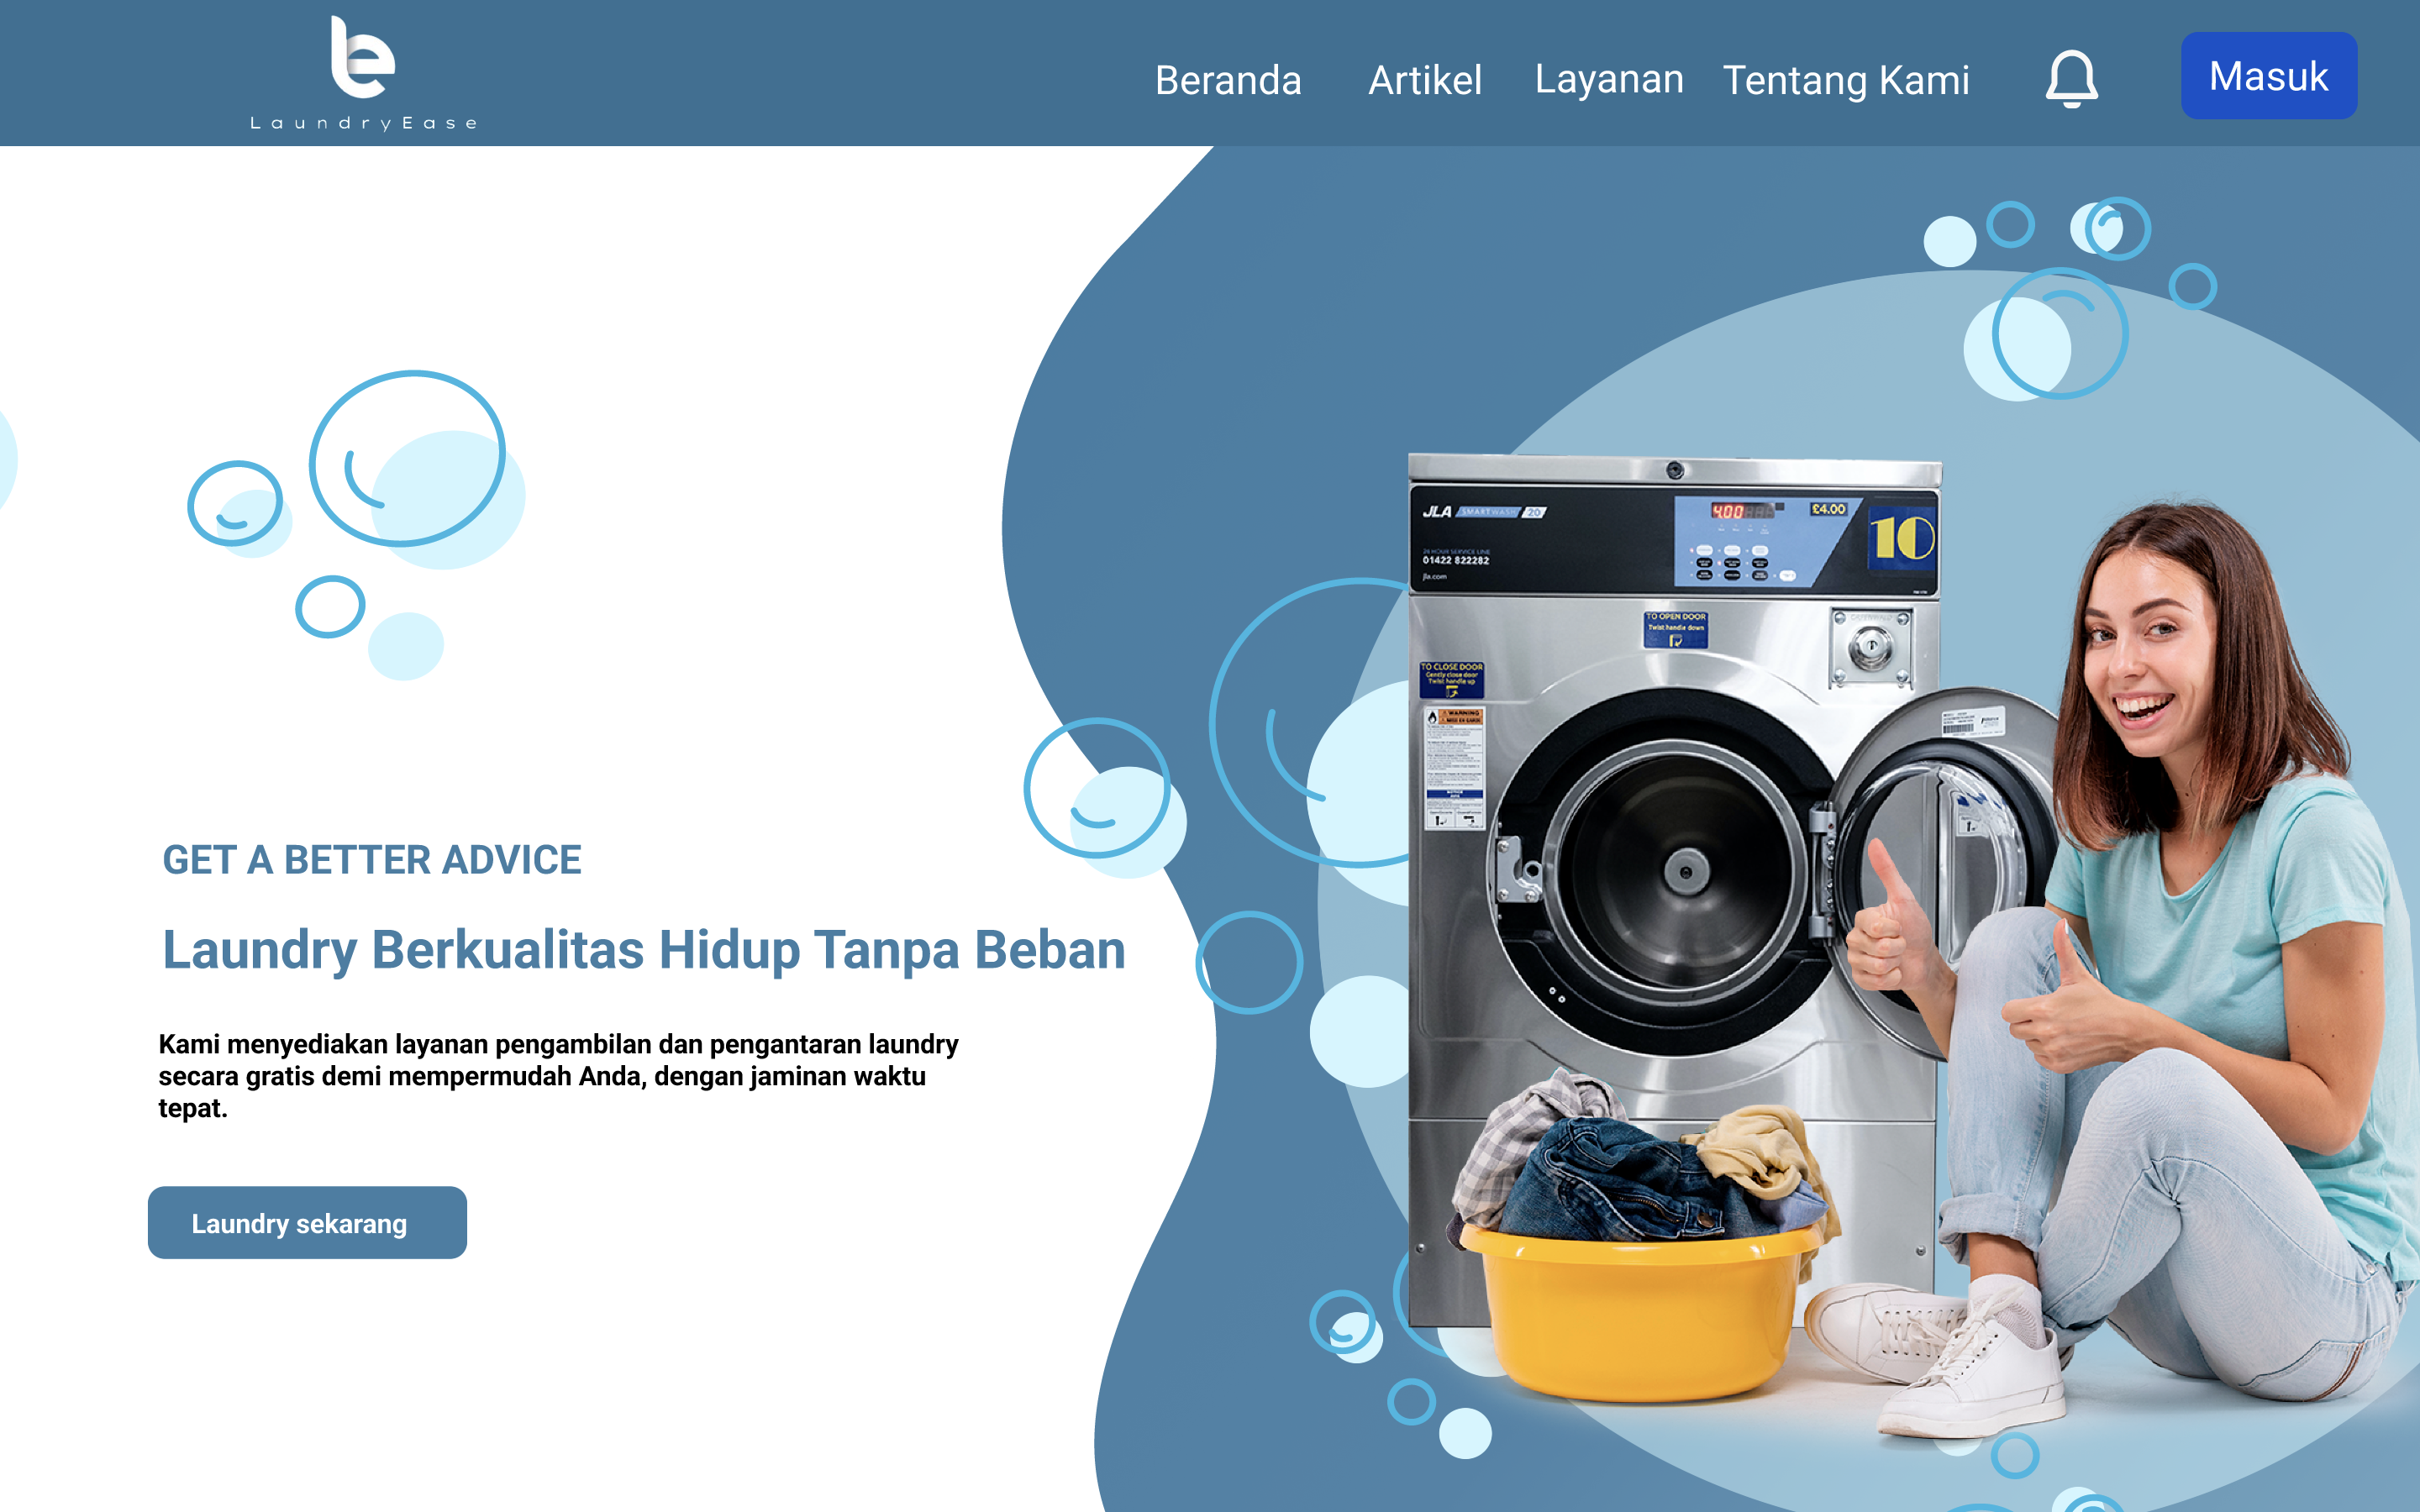 LaundryEase
Beranda
Artikel
Layanan
Tentang Kami
Masuk
GET A BETTER ADVICE
Laundry Berkualitas Hidup Tanpa Beban
Kami menyediakan layanan pengambilan dan pengantaran laundry
secara gratis demi mempermudah Anda, dengan jaminan waktu
tepat.
Laundry sekarang
JLA SMARTWASH 20
24 HOUR SERVICE LINE
01422 822282
jla.com
4.00
£4.00
10
TO OPEN DOOR
Twist handle down
TO CLOSE DOOR
Gently close door
Twist handle up
WARNING